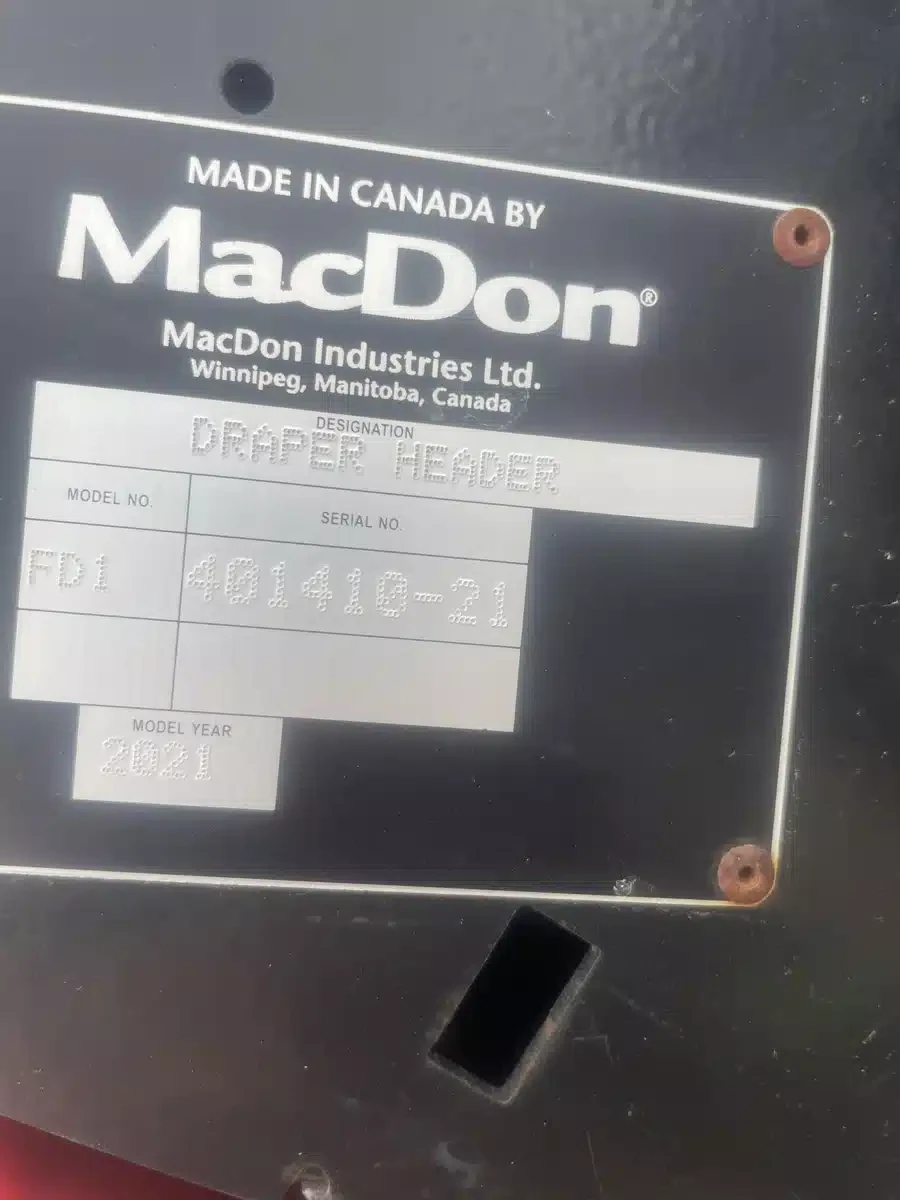 MADE IN CANADA BY
MacDon®
MacDon Industries Ltd.
Winnipeg, Manitoba, Canada
DESIGNATION
DRAPER HEADER
MODEL NO. SERIAL NO.
FD1 401410-21
MODEL YEAR
2021